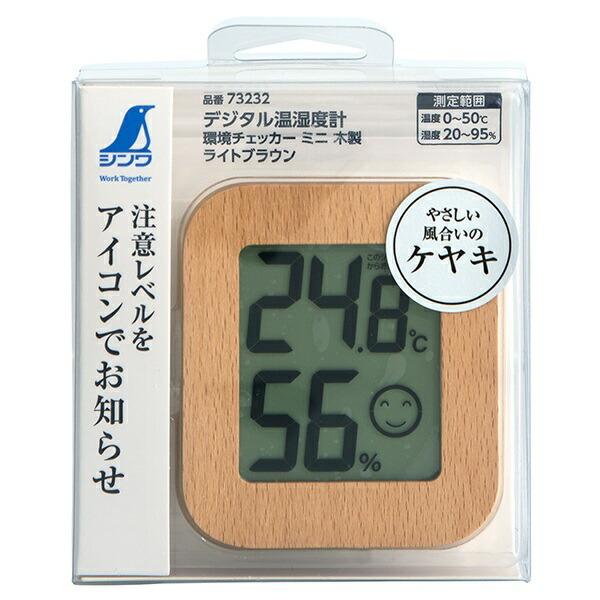 品番 73232
デジタル温湿度計
環境チェッカー ミニ 木製
ライトブラウン
測定範囲
温度 0~50℃
湿度 20~95%
シンワ
Work Together
注意レベルを
アイコンでお知らせ
やさしい
風合いの
ケヤキ
24.8℃
56%